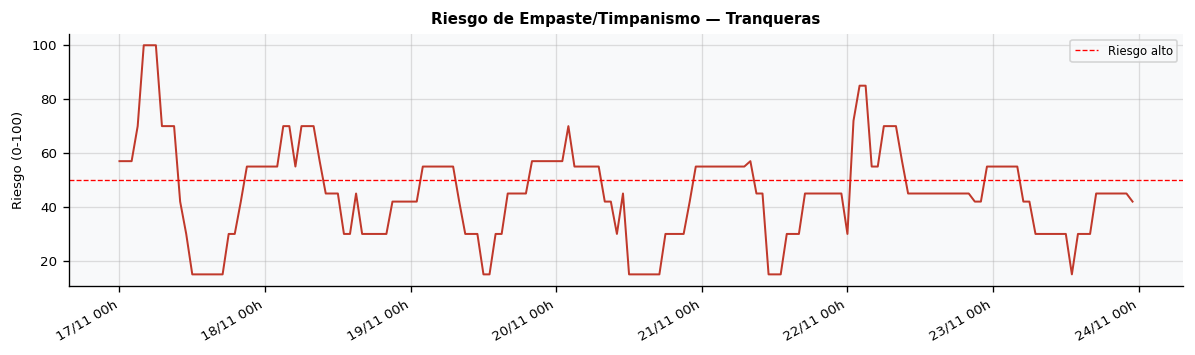 Riesgo de Empaste/Timpanismo — Tranqueras
Riesgo alto
Riesgo (0-100)
100
80
60
40
20
17/11 00h
18/11 00h
19/11 00h
20/11 00h
21/11 00h
22/11 00h
23/11 00h
24/11 00h